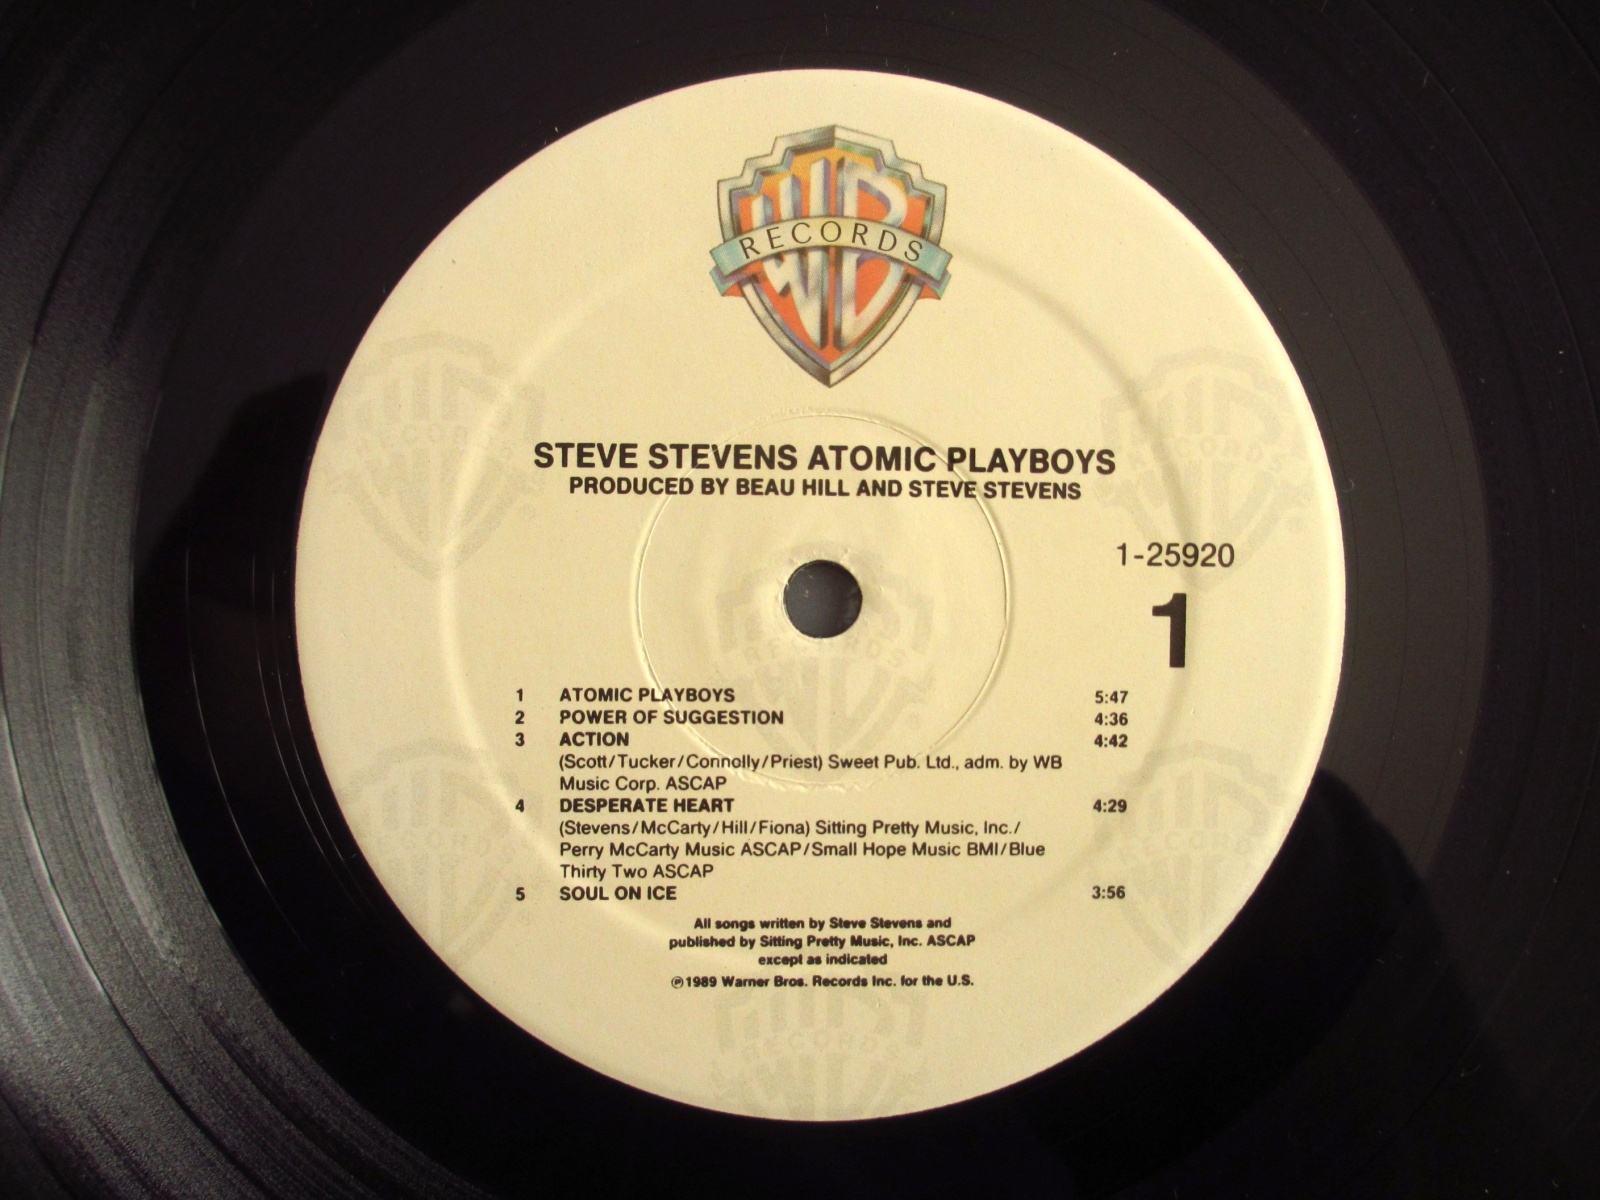 WB
RECORDS
STEVE STEVENS ATOMIC PLAYBOYS
PRODUCED BY BEAU HILL AND STEVE STEVENS
1-25920
1
1 ATOMIC PLAYBOYS 5:47
2 POWER OF SUGGESTION 4:36
3 ACTION 4:42
(Scott/Tucker/Connolly/Priest) Sweet Pub. Ltd., adm. by WB
Music Corp. ASCAP
4 DESPERATE HEART 4:29
(Stevens/McCarty/Hill/Fiona) Sitting Pretty Music, Inc./
Perry McCarty Music ASCAP/Small Hope Music BMI/Blue
Thirty Two ASCAP
5 SOUL ON ICE 3:56
All songs written by Steve Stevens and
published by Sitting Pretty Music, Inc. ASCAP
except as indicated
℗1989 Warner Bros. Records Inc. for the U.S.